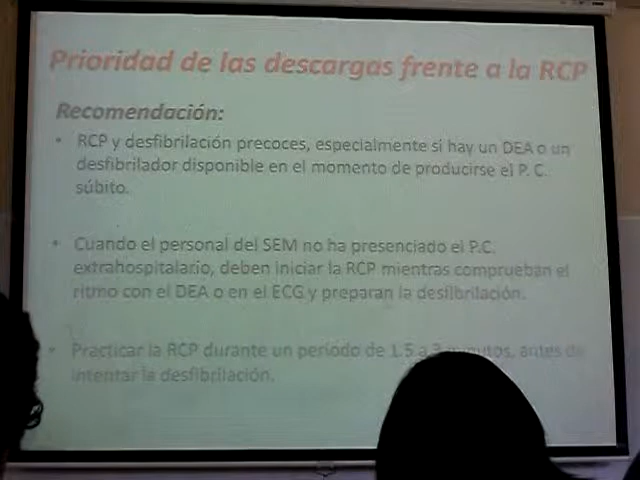 Prioridad de las descargas frente a la RCP
Recomendación:
• RCP y desfibrilación precoces, especialmente si hay un DEA o un
desfibrilador disponible en el momento de producirse el P. C.
súbito.
• Cuando el personal del SEM no ha presenciado el P.C.
extrahospitalario, deben iniciar la RCP mientras comprueban el
ritmo con el DEA o en el ECG y preparan la desfibrilación.
• Practicar la RCP durante un periodo de 1.5 a 3 minutos, antes de
intentar la desfibrilación.